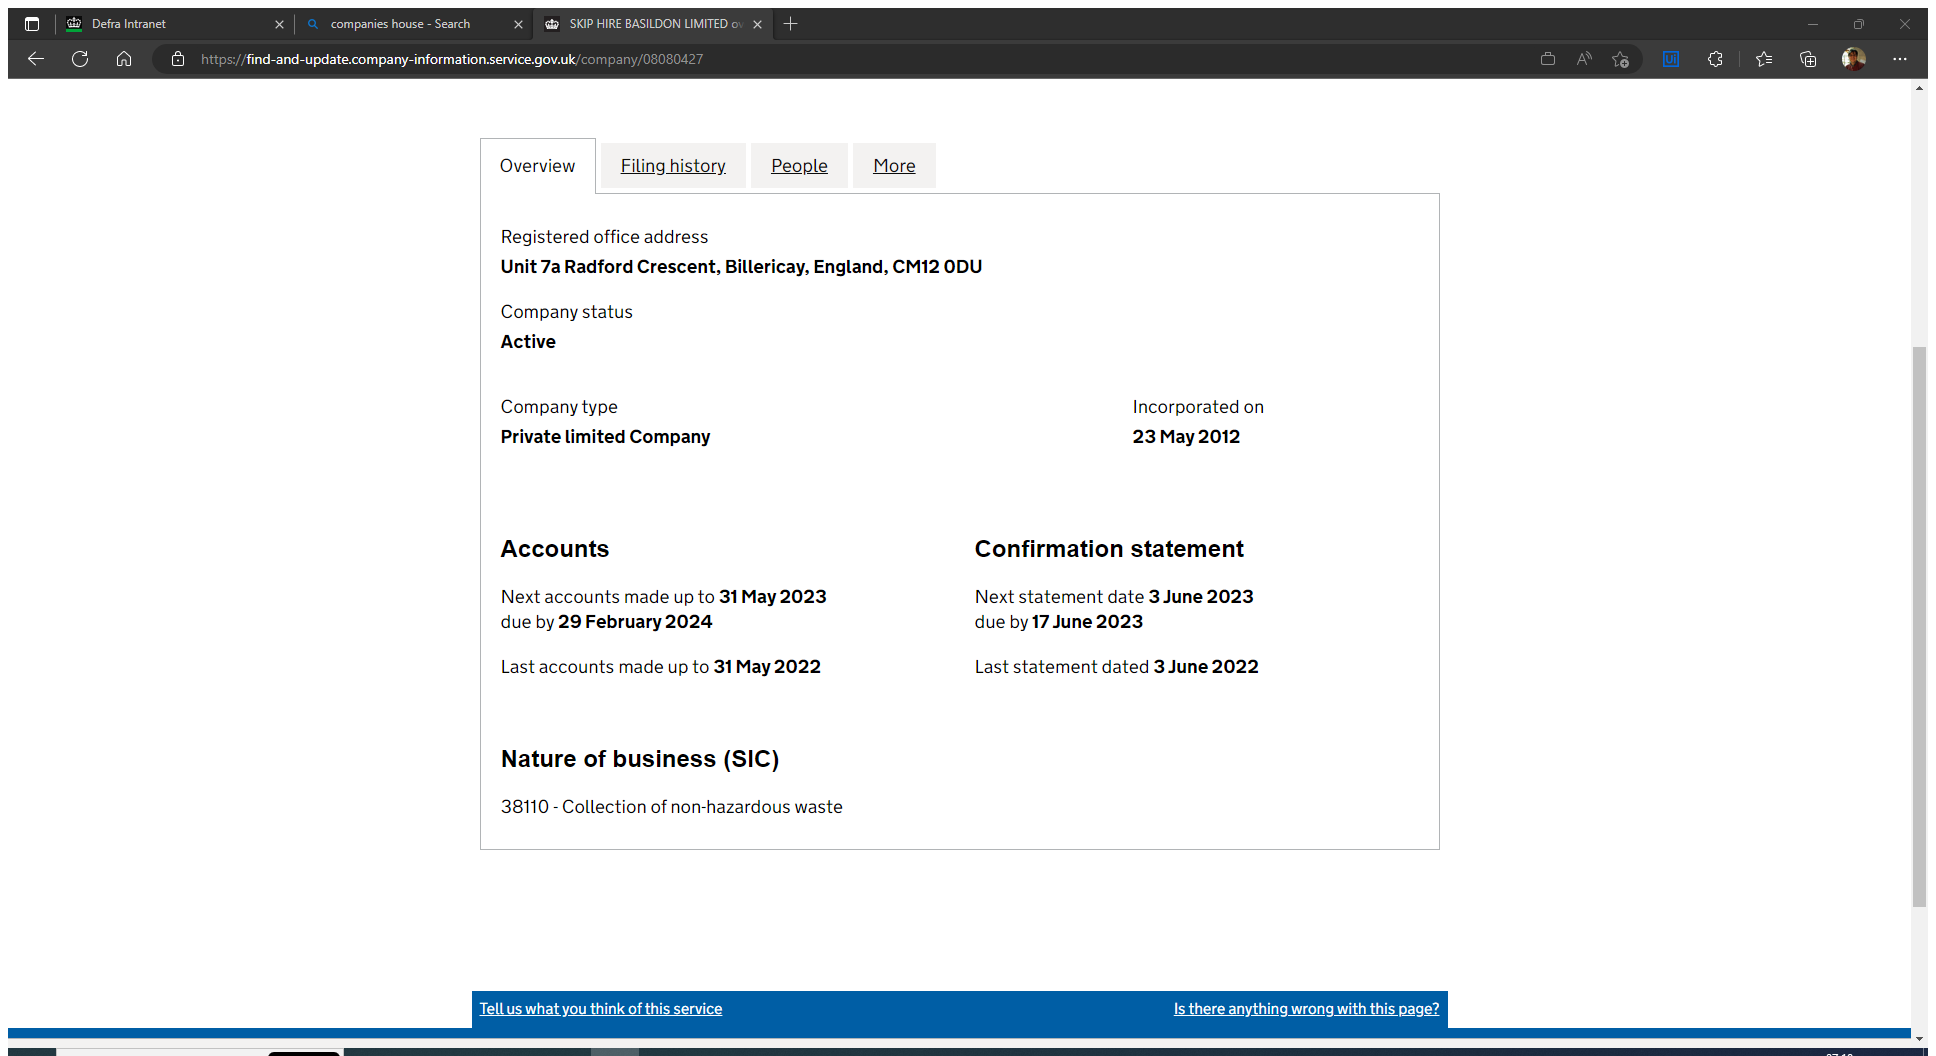 Defra Intranet
companies house - Search
SKIP HIRE BASILDON LIMITED
https://find-and-update.company-information.service.gov.uk/company/08080427
Overview
Filing history
People
More
Registered office address
Unit 7a Radford Crescent, Billericay, England, CM12 0DU
Company status
Active
Company type
Private limited Company
Incorporated on
23 May 2012
Accounts
Next accounts made up to 31 May 2023
due by 29 February 2024
Last accounts made up to 31 May 2022
Confirmation statement
Next statement date 3 June 2023
due by 17 June 2023
Last statement dated 3 June 2022
Nature of business (SIC)
38110 - Collection of non-hazardous waste
Tell us what you think of this service
Is there anything wrong with this page?